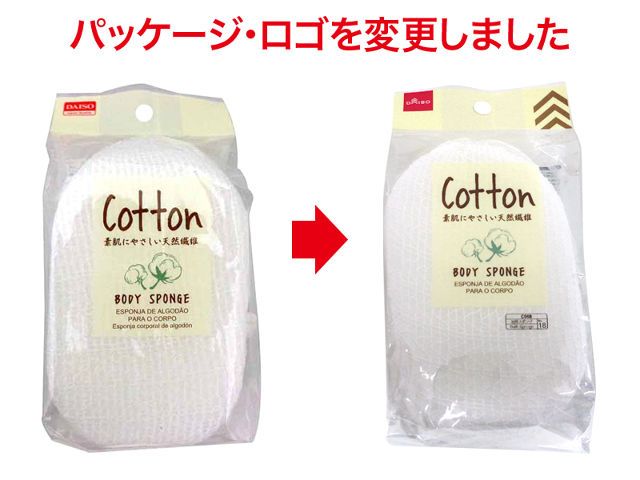 パッケージ・ロゴを変更しました
DAISO
Cotton
素肌にやさしい天然繊維
BODY SPONGE
ESPONJA DE ALGODÃO
PARA O CORPO
Esponja corporal de algodón
DAISO
Cotton
素肌にやさしい天然繊維
BODY SPONGE
ESPONJA DE ALGODÃO
PARA O CORPO
18